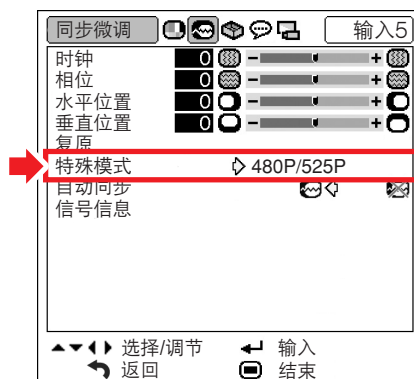 同步微调 输入5
时钟 0 - +
相位 0 - +
水平位置 0 - +
垂直位置 0 - +
复原
特殊模式 480P/525P
自动同步
信号信息
选择/调节 输入
返回 结束